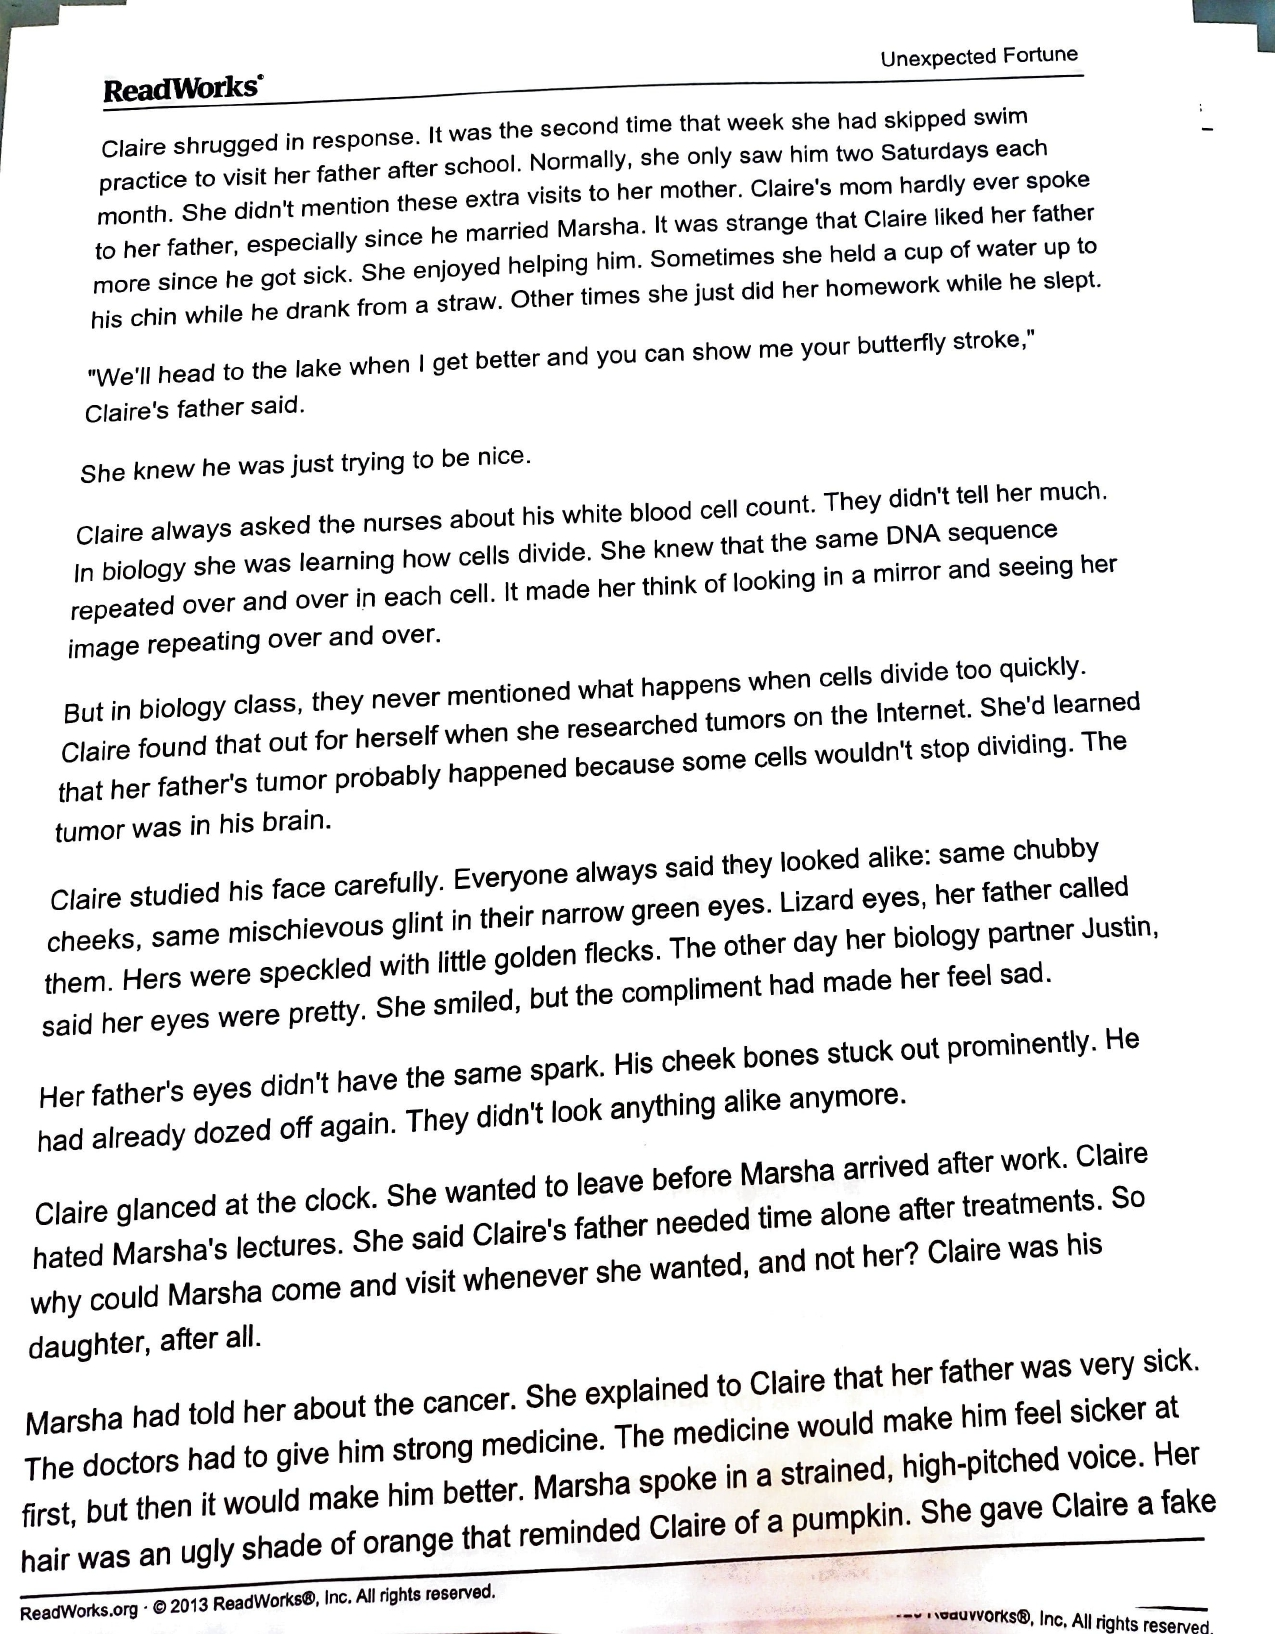 Unexpected Fortune
ReadWorks®
Claire shrugged in response. It was the second time that week she had skipped swim
practice to visit her father after school. Normally, she only saw him two Saturdays each
month. She didn't mention these extra visits to her mother. Claire's mom hardly ever spoke
to her father, especially since he married Marsha. It was strange that Claire liked her father
more since he got sick. She enjoyed helping him. Sometimes she held a cup of water up to
his chin while he drank from a straw. Other times she just did her homework while he slept.
"We'll head to the lake when I get better and you can show me your butterfly stroke,"
Claire's father said.
She knew he was just trying to be nice.
Claire always asked the nurses about his white blood cell count. They didn't tell her much.
In biology she was learning how cells divide. She knew that the same DNA sequence
repeated over and over in each cell. It made her think of looking in a mirror and seeing her
image repeating over and over.
But in biology class, they never mentioned what happens when cells divide too quickly.
Claire found that out for herself when she researched tumors on the Internet. She'd learned
that her father's tumor probably happened because some cells wouldn't stop dividing. The
tumor was in his brain.
Claire studied his face carefully. Everyone always said they looked alike: same chubby
cheeks, same mischievous glint in their narrow green eyes. Lizard eyes, her father called
them. Hers were speckled with little golden flecks. The other day her biology partner Justin,
said her eyes were pretty. She smiled, but the compliment had made her feel sad.
Her father's eyes didn't have the same spark. His cheek bones stuck out prominently. He
had already dozed off again. They didn't look anything alike anymore.
Claire glanced at the clock. She wanted to leave before Marsha arrived after work. Claire
hated Marsha's lectures. She said Claire's father needed time alone after treatments. So
why could Marsha come and visit whenever she wanted, and not her? Claire was his
daughter, after all.
Marsha had told her about the cancer. She explained to Claire that her father was very sick.
The doctors had to give him strong medicine. The medicine would make him feel sicker at
first, but then it would make him better. Marsha spoke in a strained, high-pitched voice. Her
hair was an ugly shade of orange that reminded Claire of a pumpkin. She gave Claire a fake
ReadWorks.org · © 2013 ReadWorks®, Inc. All rights reserved.
ReadWorks®, Inc. All rights reserved.